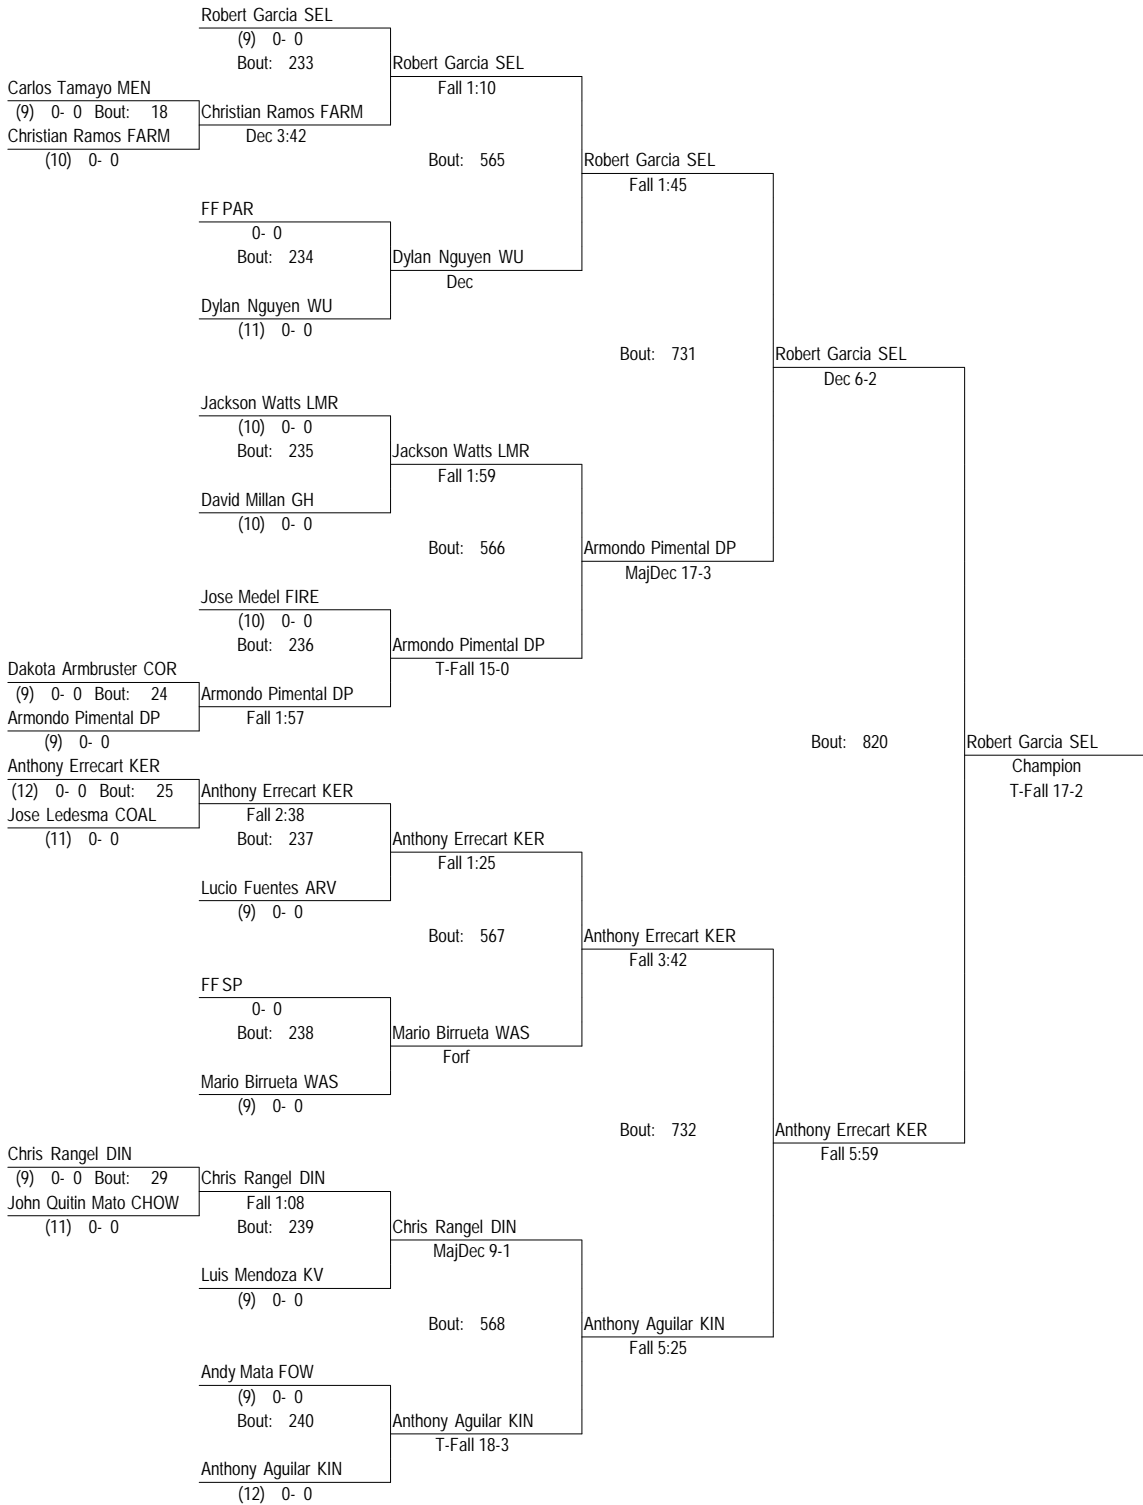 Robert Garcia SEL
(9) 0- 0
Bout: 233
Robert Garcia SEL
Carlos Tamayo MEN
Fall 1:10
(9) 0- 0 Bout: 18
Christian Ramos FARM
Christian Ramos FARM
Dec 3:42
(10) 0- 0
Bout: 565
Robert Garcia SEL
Fall 1:45
FF PAR
0- 0
Bout: 234
Dylan Nguyen WU
Dec
Dylan Nguyen WU
(11) 0- 0
Bout: 731
Robert Garcia SEL
Dec 6-2
Jackson Watts LMR
(10) 0- 0
Bout: 235
Jackson Watts LMR
Fall 1:59
David Millan GH
(10) 0- 0
Bout: 566
Armondo Pimental DP
MajDec 17-3
Jose Medel FIRE
(10) 0- 0
Bout: 236
Armondo Pimental DP
T-Fall 15-0
Dakota Armbruster COR
(9) 0- 0 Bout: 24
Armondo Pimental DP
Armondo Pimental DP
Fall 1:57
(9) 0- 0
Bout: 820
Robert Garcia SEL
Champion
T-Fall 17-2
Anthony Errecart KER
(12) 0- 0 Bout: 25
Anthony Errecart KER
Jose Ledesma COAL
Fall 2:38
(11) 0- 0
Bout: 237
Anthony Errecart KER
Fall 1:25
Lucio Fuentes ARV
(9) 0- 0
Bout: 567
Anthony Errecart KER
Fall 3:42
FF SP
0- 0
Bout: 238
Mario Birrueta WAS
Forf
Mario Birrueta WAS
(9) 0- 0
Bout: 732
Anthony Errecart KER
Fall 5:59
Chris Rangel DIN
(9) 0- 0 Bout: 29
Chris Rangel DIN
John Quitin Mato CHOW
Fall 1:08
(11) 0- 0
Bout: 239
Chris Rangel DIN
MajDec 9-1
Luis Mendoza KV
(9) 0- 0
Bout: 568
Anthony Aguilar KIN
Fall 5:25
Andy Mata FOW
(9) 0- 0
Bout: 240
Anthony Aguilar KIN
T-Fall 18-3
Anthony Aguilar KIN
(12) 0- 0